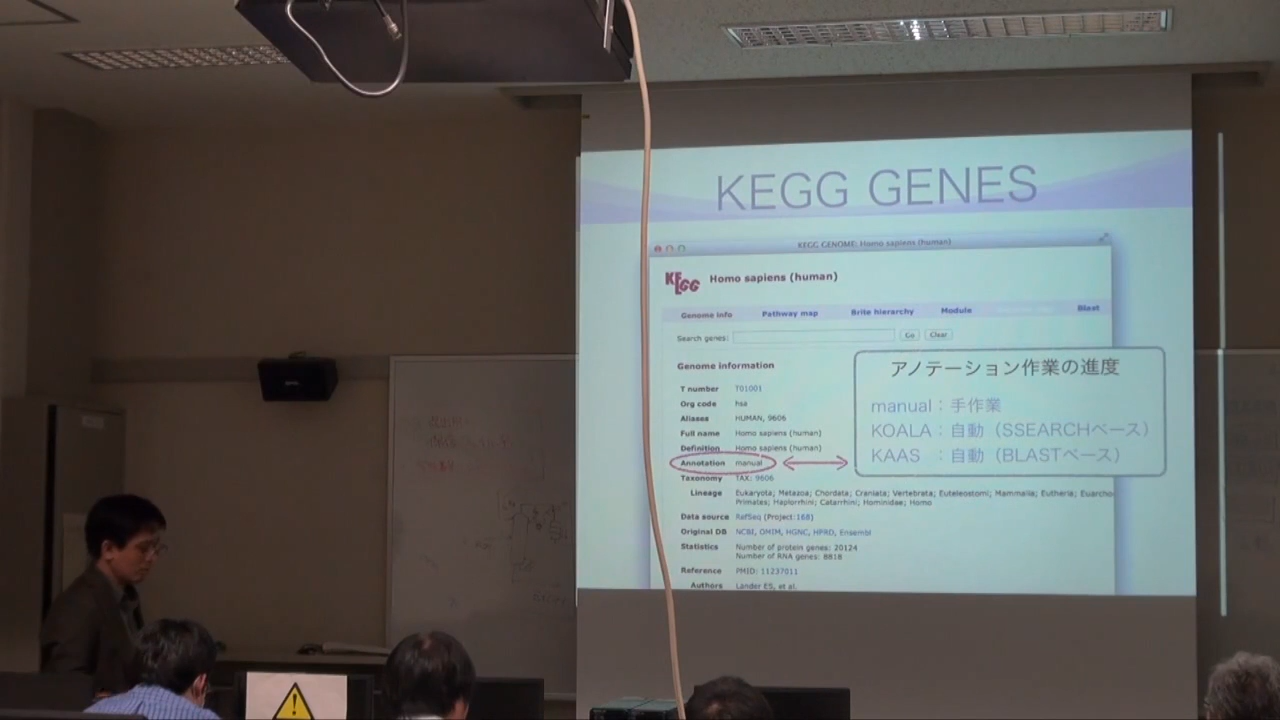 KEGG GENES
KEGG GENOME: Homo sapiens (human)
KEGG Homo sapiens (human)
Genome info Pathway map Brite hierarchy Module Blast
Search genes: Go Clear
Genome information
T number T01001
Org code hsa
Aliases HUMAN, 9606
Full name Homo sapiens (human)
Definition Homo sapiens (human)
Annotation manual
Taxonomy TAX: 9606
Lineage Eukaryota; Metazoa; Chordata; Craniata; Vertebrata; Euteleostomi; Mammalia; Eutheria; Euarcho
Primates; Haplorrhini; Catarrhini; Hominidae; Homo
Data source RefSeq (Project:168)
Original DB NCBI, OMIM, HGNC, HPRD, Ensembl
Statistics Number of protein genes: 20124
Number of RNA genes: 8818
Reference PMID: 11237011
Authors Lander ES, et al.
アノテーション作業の進度
manual：手作業
KOALA：自動（SSEARCHベース）
KAAS ：自動（BLASTベース）